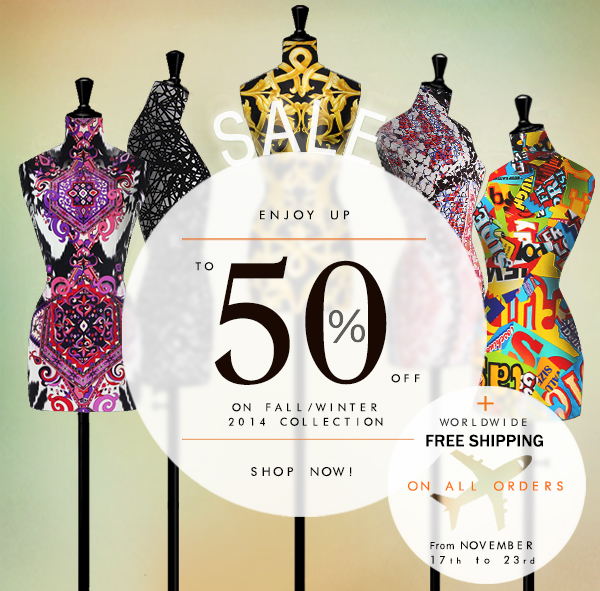 SALE
ENJOY UP
TO 50% OFF
ON FALL/WINTER
2014 COLLECTION
SHOP NOW!
+
WORLDWIDE
FREE SHIPPING
ON ALL ORDERS
From NOVEMBER
17th to 23rd